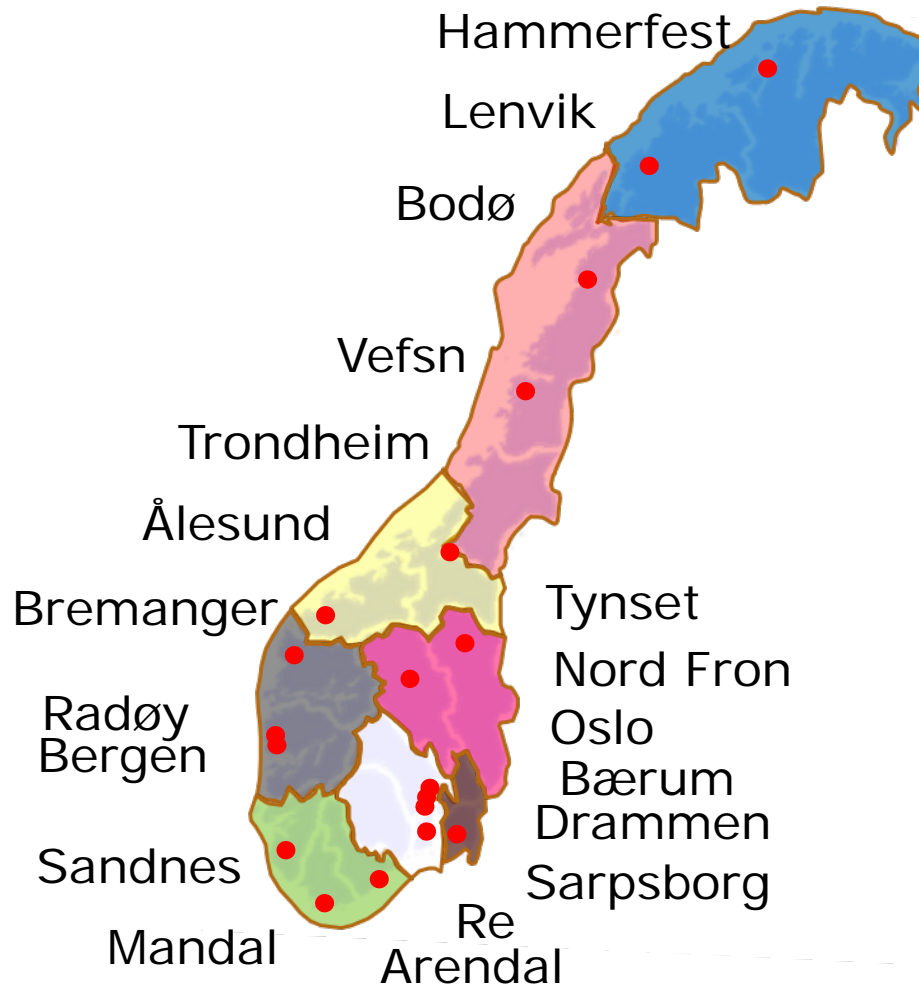 Hammerfest
Lenvik
Bodø
Vefsn
Trondheim
Ålesund
Bremanger
Tynset
Nord Fron
Radøy
Oslo
Bergen
Bærum
Drammen
Sandnes
Sarpsborg
Re
Mandal
Arendal